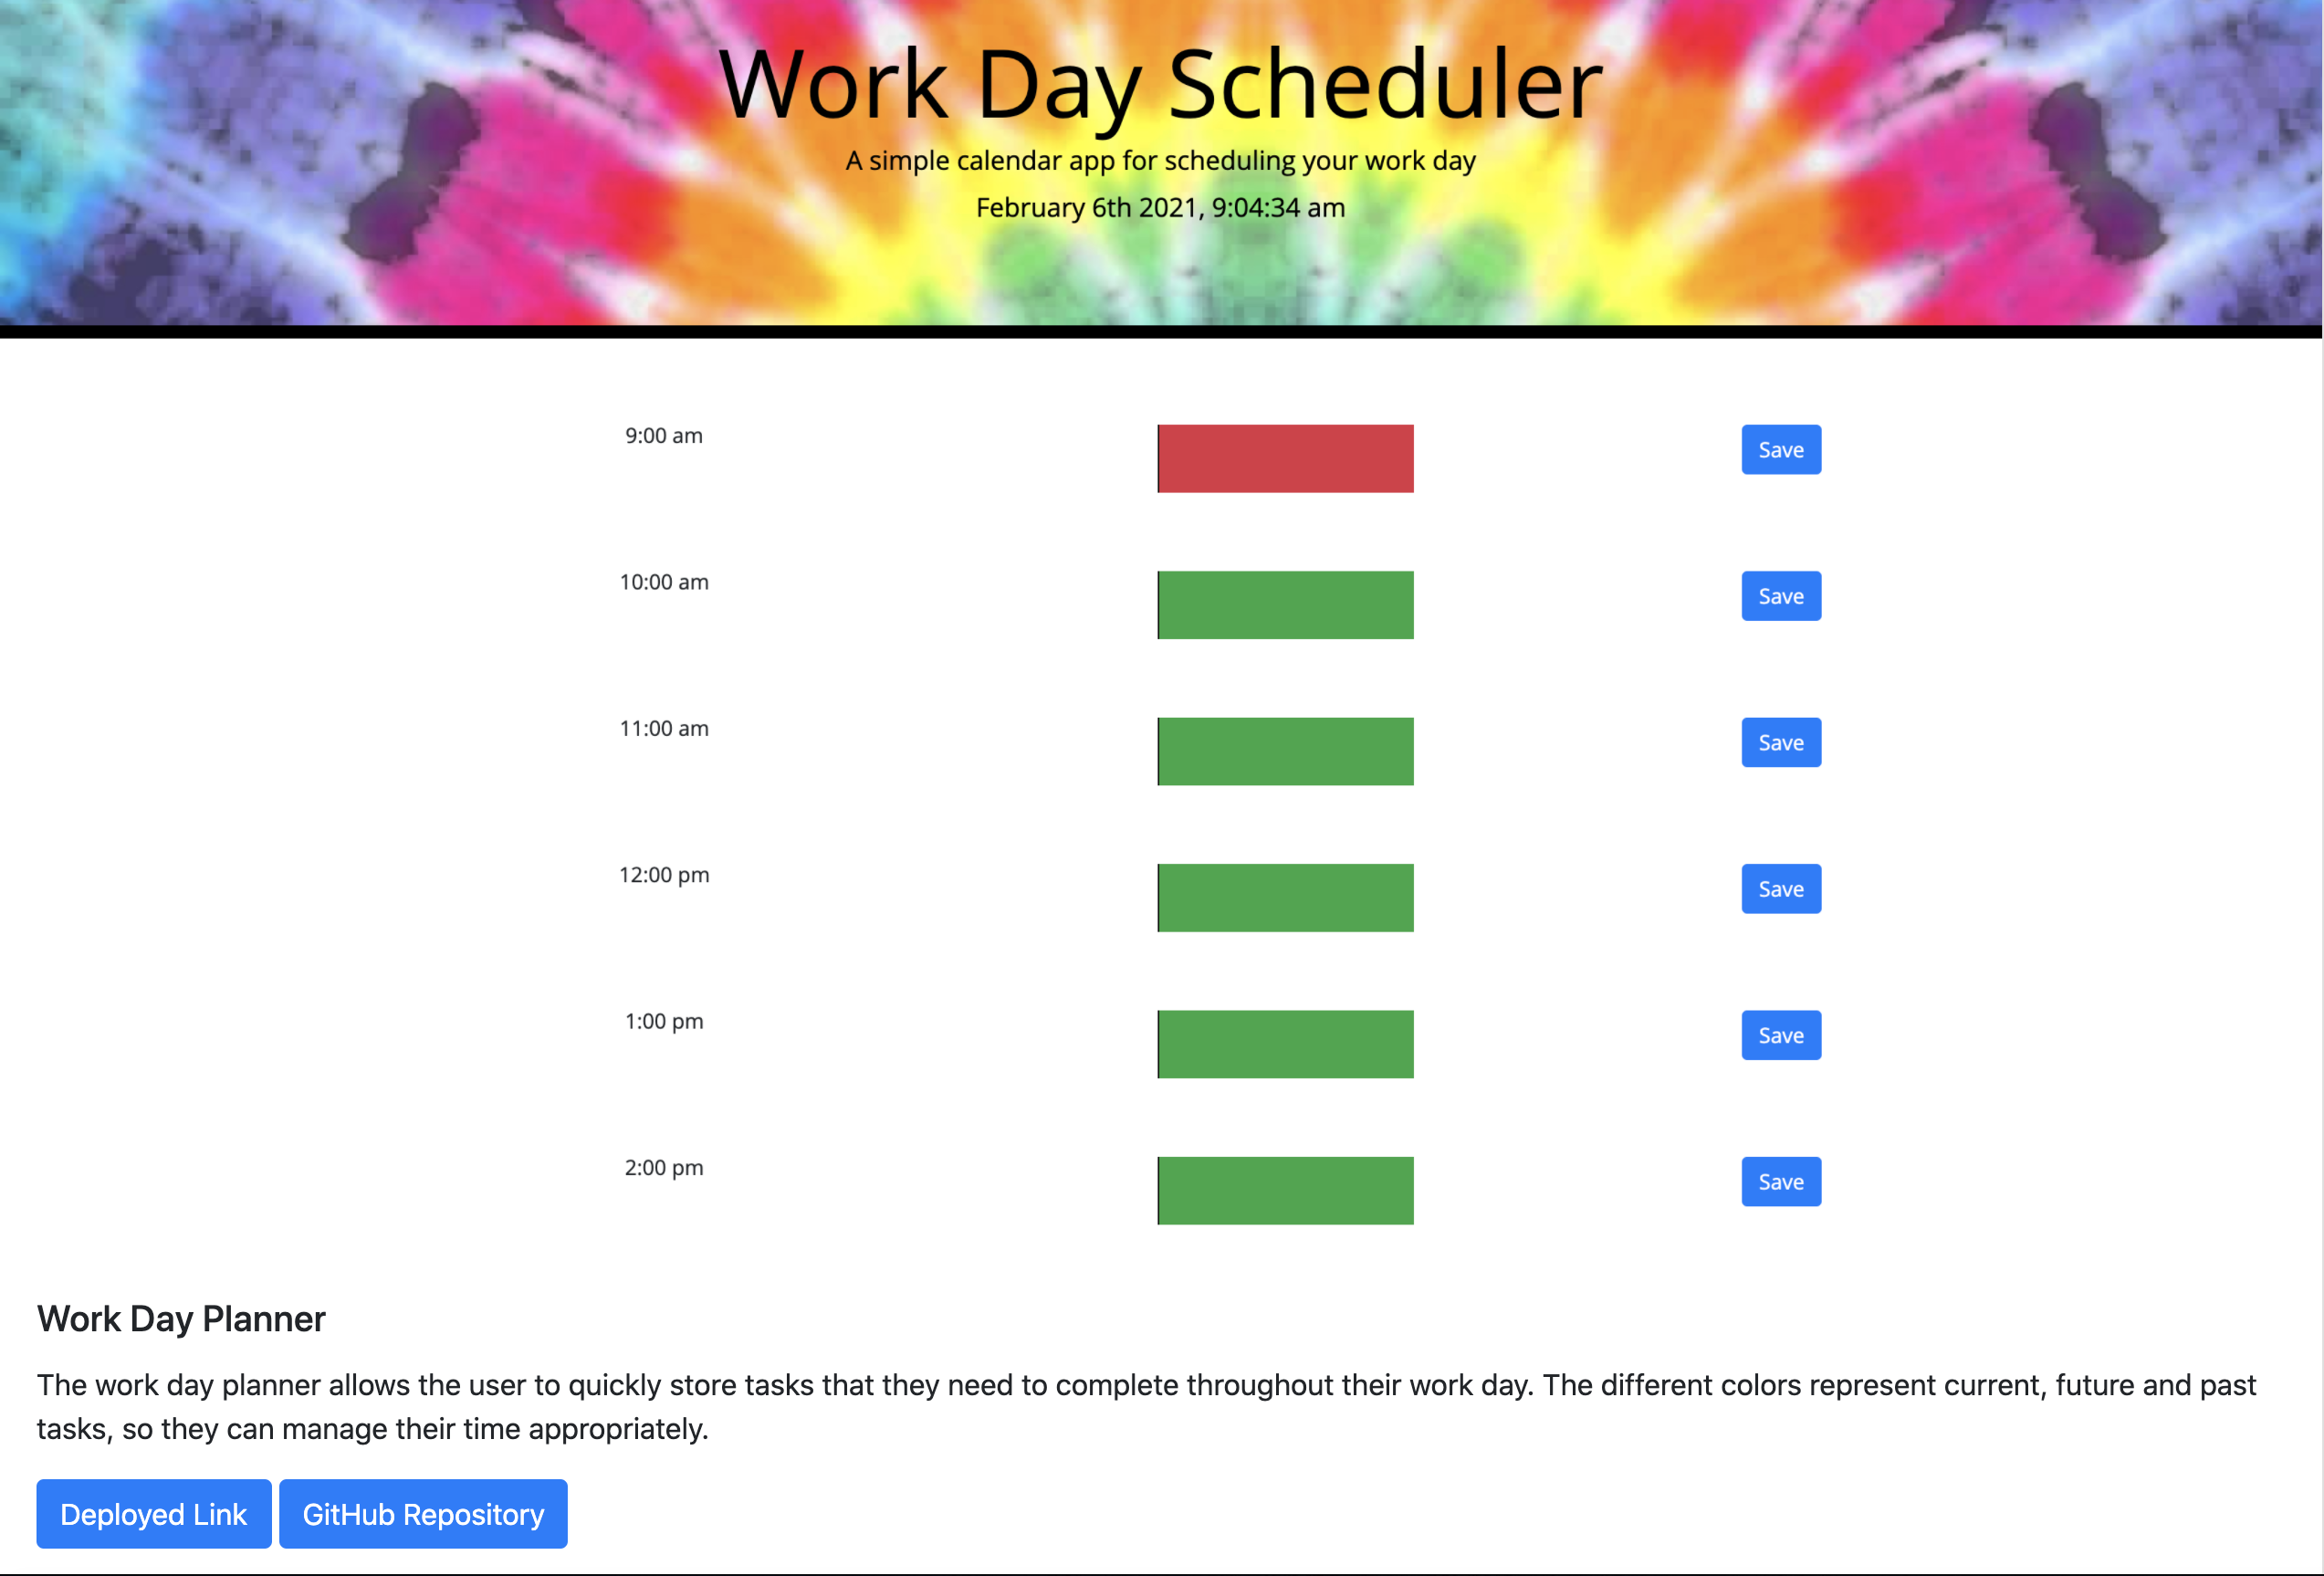 Work Day Scheduler
A simple calendar app for scheduling your work day
February 6th 2021, 9:04:34 am
9:00 am
Save
10:00 am
Save
11:00 am
Save
12:00 pm
Save
1:00 pm
Save
2:00 pm
Save
Work Day Planner
The work day planner allows the user to quickly store tasks that they need to complete throughout their work day. The different colors represent current, future and past
tasks, so they can manage their time appropriately.
Deployed Link GitHub Repository